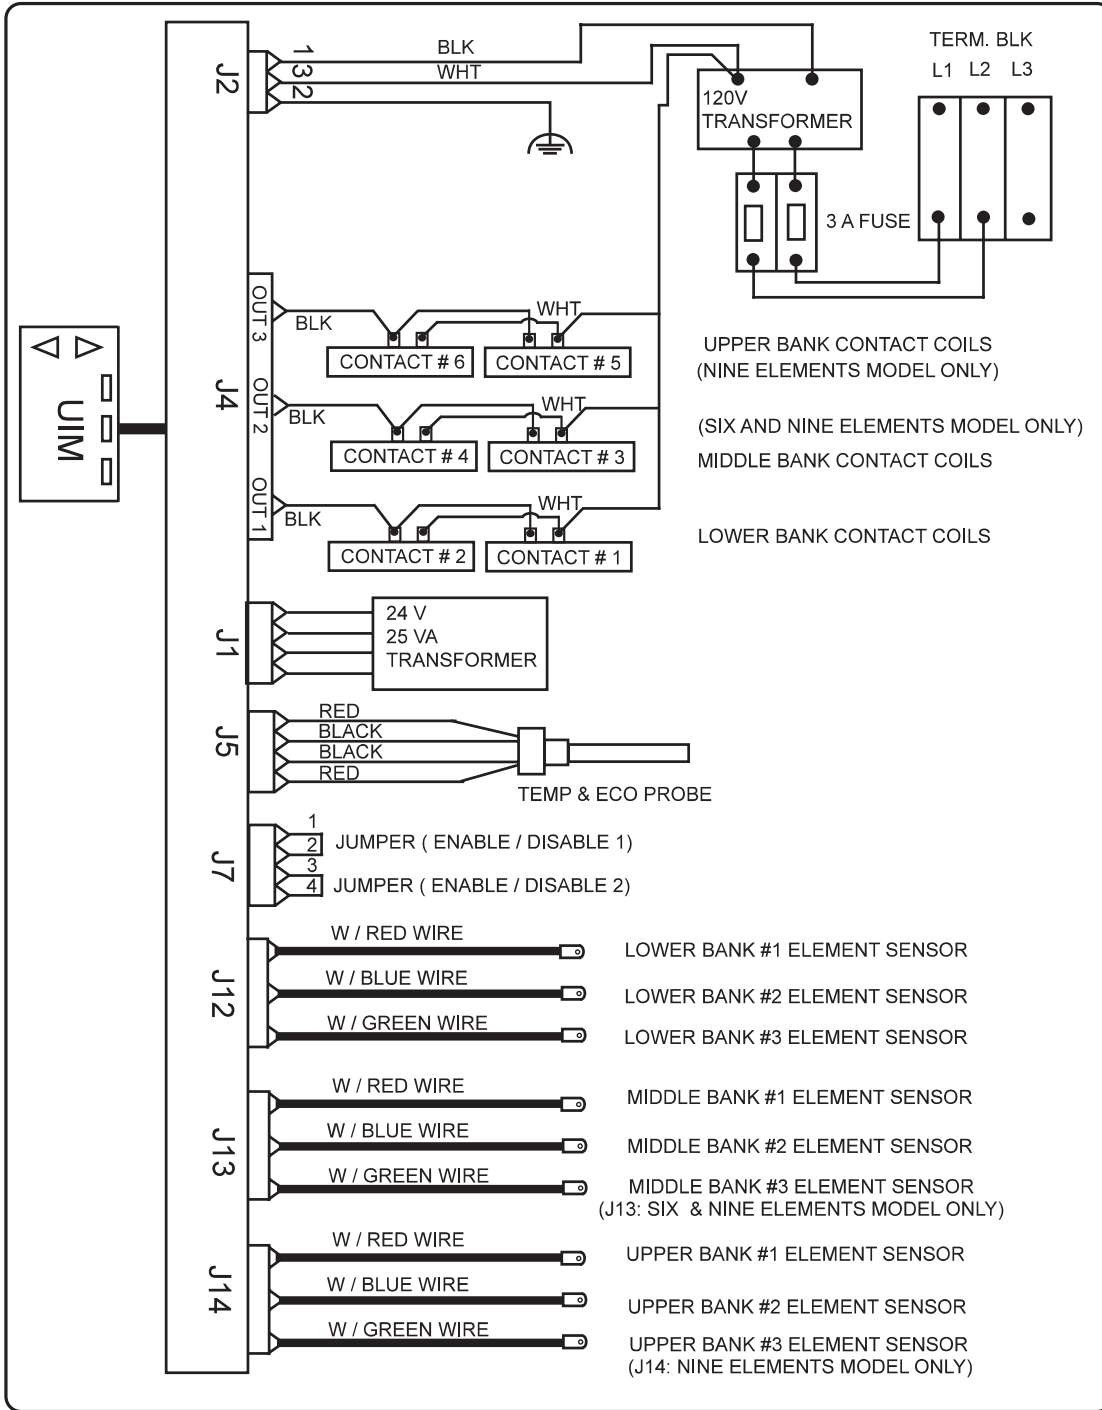 J2
1
3
2
BLK
WHT
120V
TRANSFORMER
TERM. BLK
L1 L2 L3
3 A FUSE
J4
OUT 3
BLK
WHT
CONTACT # 6
CONTACT # 5
UPPER BANK CONTACT COILS
(NINE ELEMENTS MODEL ONLY)
OUT 2
BLK
WHT
CONTACT # 4
CONTACT # 3
(SIX AND NINE ELEMENTS MODEL ONLY)
MIDDLE BANK CONTACT COILS
OUT 1
BLK
WHT
CONTACT # 2
CONTACT # 1
LOWER BANK CONTACT COILS
UIM
J1
24 V
25 VA
TRANSFORMER
J5
RED
BLACK
BLACK
RED
TEMP & ECO PROBE
J7
1
2
3
4
JUMPER ( ENABLE / DISABLE 1)
JUMPER ( ENABLE / DISABLE 2)
J12
W / RED WIRE
LOWER BANK #1 ELEMENT SENSOR
W / BLUE WIRE
LOWER BANK #2 ELEMENT SENSOR
W / GREEN WIRE
LOWER BANK #3 ELEMENT SENSOR
J13
W / RED WIRE
MIDDLE BANK #1 ELEMENT SENSOR
W / BLUE WIRE
MIDDLE BANK #2 ELEMENT SENSOR
W / GREEN WIRE
MIDDLE BANK #3 ELEMENT SENSOR
(J13: SIX & NINE ELEMENTS MODEL ONLY)
J14
W / RED WIRE
UPPER BANK #1 ELEMENT SENSOR
W / BLUE WIRE
UPPER BANK #2 ELEMENT SENSOR
W / GREEN WIRE
UPPER BANK #3 ELEMENT SENSOR
(J14: NINE ELEMENTS MODEL ONLY)